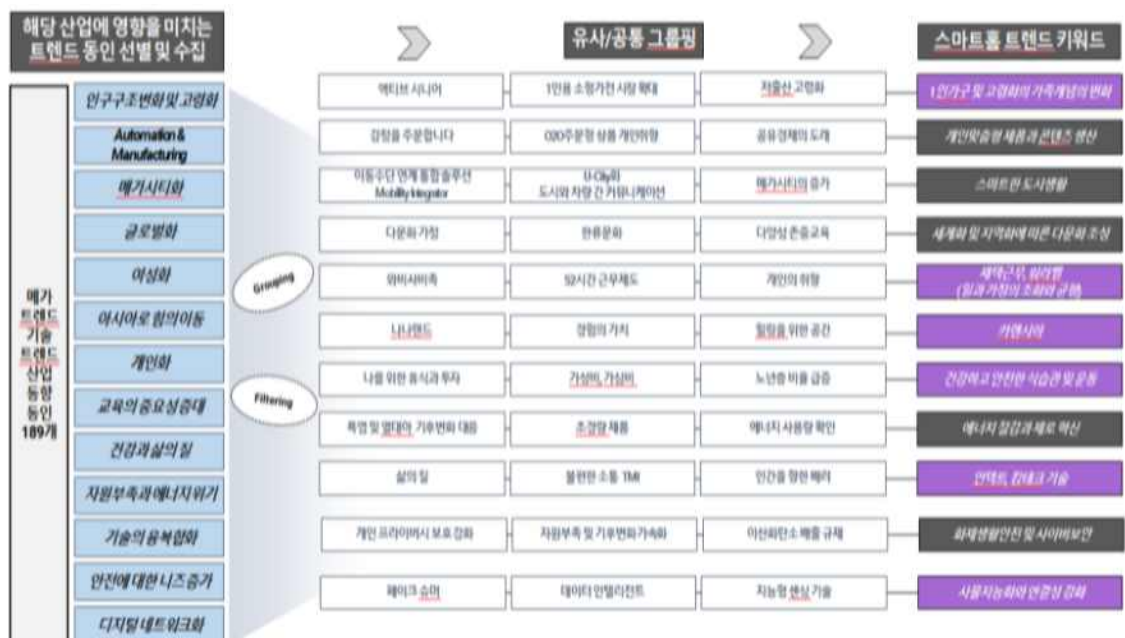 해당 산업에 영향을 미치는
트렌드 동인 선별 및 수집
유사/공통 그룹핑
스마트홈 트렌드 키워드
메가
트렌드
기술
트렌드
산업
동향
동인
189개
인구구조변화 및 고령화
Automation &
Manufacturing
메가시티화
글로벌화
여성화
아시아로 힘의 이동
개인화
교육의 중요성 증대
건강과 삶의 질
자원부족과 에너지 위기
기술의 융복합화
안전에 대한 니즈 증가
디지털 네트워크화
Grouping
Filtering
액티브 시니어
1인용 소형가전 시장 확대
저출산 고령화
1인가구 및 고령화의 가족개념의 변화
감정을 주문합니다
O2O주문형 상품 개인취향
공유경제의 도래
개인맞춤형 제품과 콘텐츠 생산
이동수단 연계 통합 솔루션
Mobility Integrator
U-City와
도시와 차량 간 커뮤니케이션
메가시티의 증가
스마트한 도시생활
다문화 가정
한류문화
다양성 존중교육
세계화 및 지역화에 따른 다문화 조성
워비사비족
52시간 근무제도
개인의 취향
재택근무, 워라밸
(일과 가정의 조화와 균형)
나나랜드
경험의 가치
힐링을 위한 공간
카렌시아
나를 위한 휴식과 투자
가성비, 가심비
노년층 비율 급증
건강하고 안전한 식습관 및 운동
폭염 및 열대야, 기후변화 대응
초경량 제품
에너지 사용량 확인
에너지 절감과 제로 혁신
삶의 질
불편한 소통 TMI
인간을 향한 배려
언택트, 컴테크 기술
개인 프라이버시 보호 강화
자원부족 및 기후변화 가속화
이산화탄소 배출 규제
화재생활안전 및 사이버보안
페이크 슈머
데이터 인텔리전트
지능형 센싱 기술
사물지능화와 연결성 강화